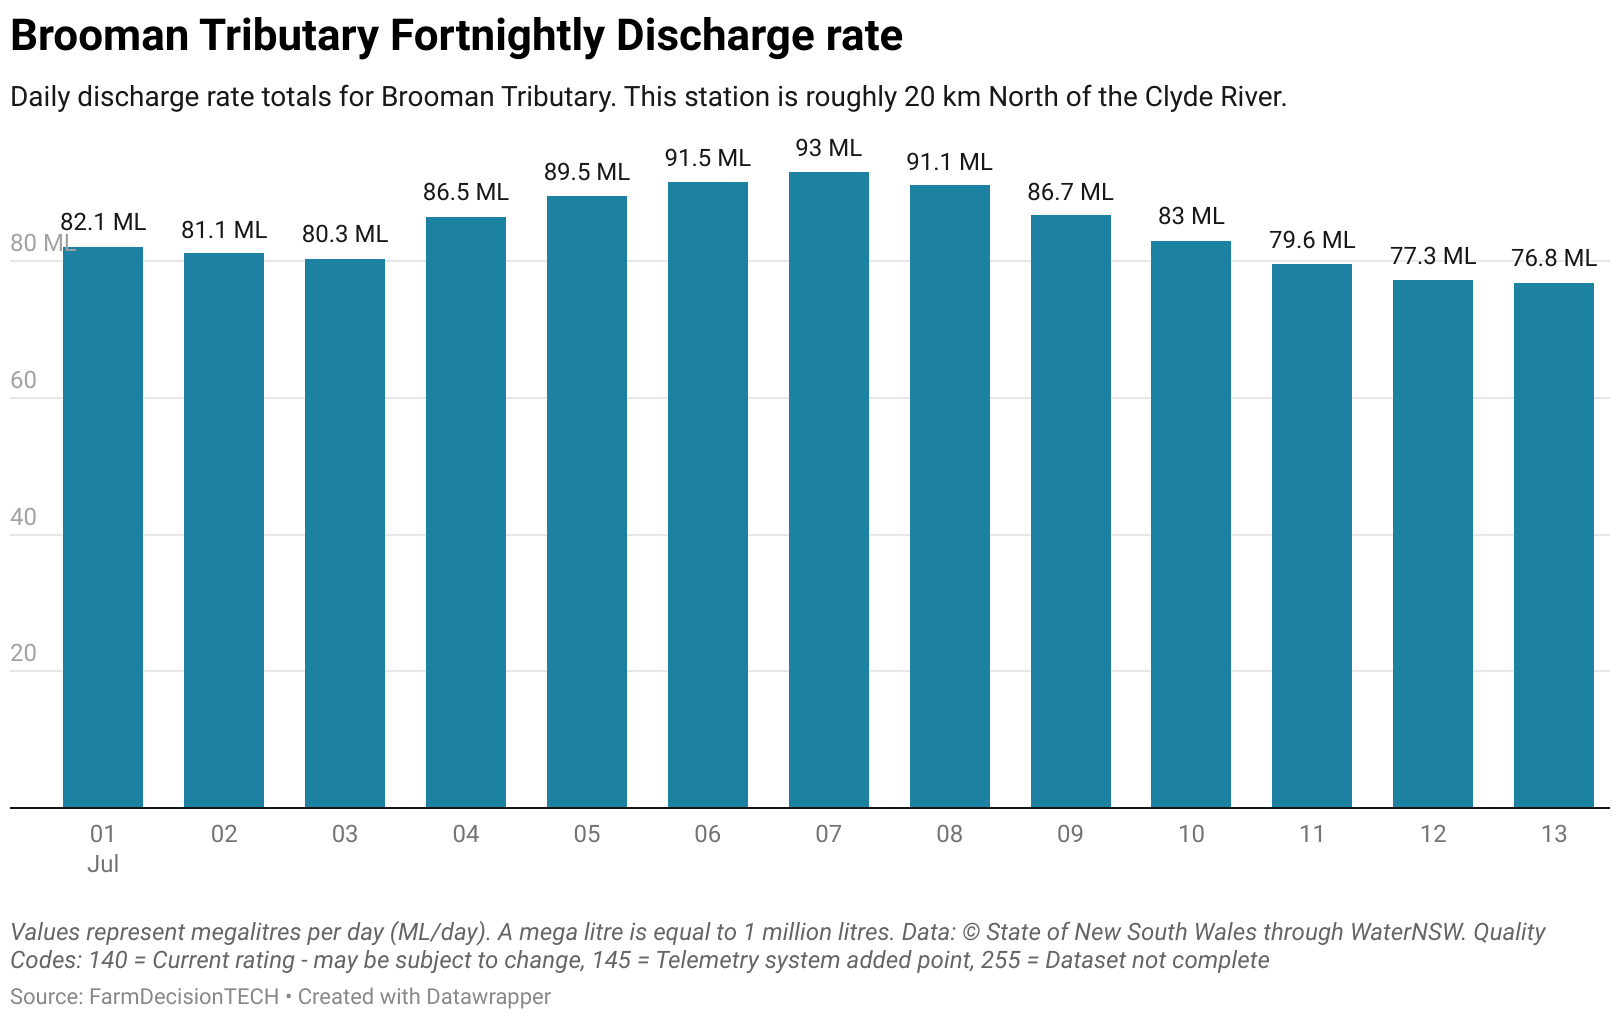 Brooman Tributary Fortnightly Discharge rate
Daily discharge rate totals for Brooman Tributary. This station is roughly 20 km North of the Clyde River.
82.1 ML
81.1 ML
80.3 ML
86.5 ML
89.5 ML
91.5 ML
93 ML
91.1 ML
86.7 ML
83 ML
79.6 ML
77.3 ML
76.8 ML
80 ML
60
40
20
01 02 03 04 05 06 07 08 09 10 11 12 13
Jul
Values represent megalitres per day (ML/day). A mega litre is equal to 1 million litres. Data: © State of New South Wales through WaterNSW. Quality
Codes: 140 = Current rating - may be subject to change, 145 = Telemetry system added point, 255 = Dataset not complete
Source: FarmDecisionTECH • Created with Datawrapper